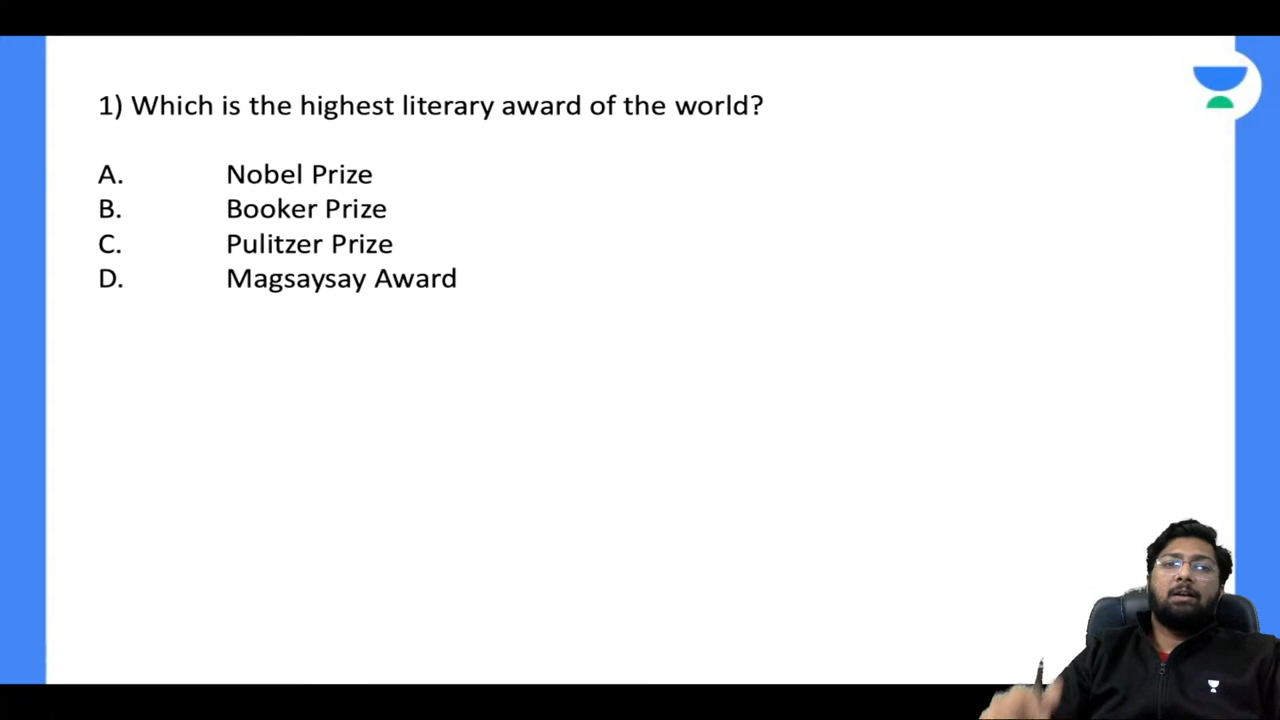 1) Which is the highest literary award of the world?
A. Nobel Prize
B. Booker Prize
C. Pulitzer Prize
D. Magsaysay Award